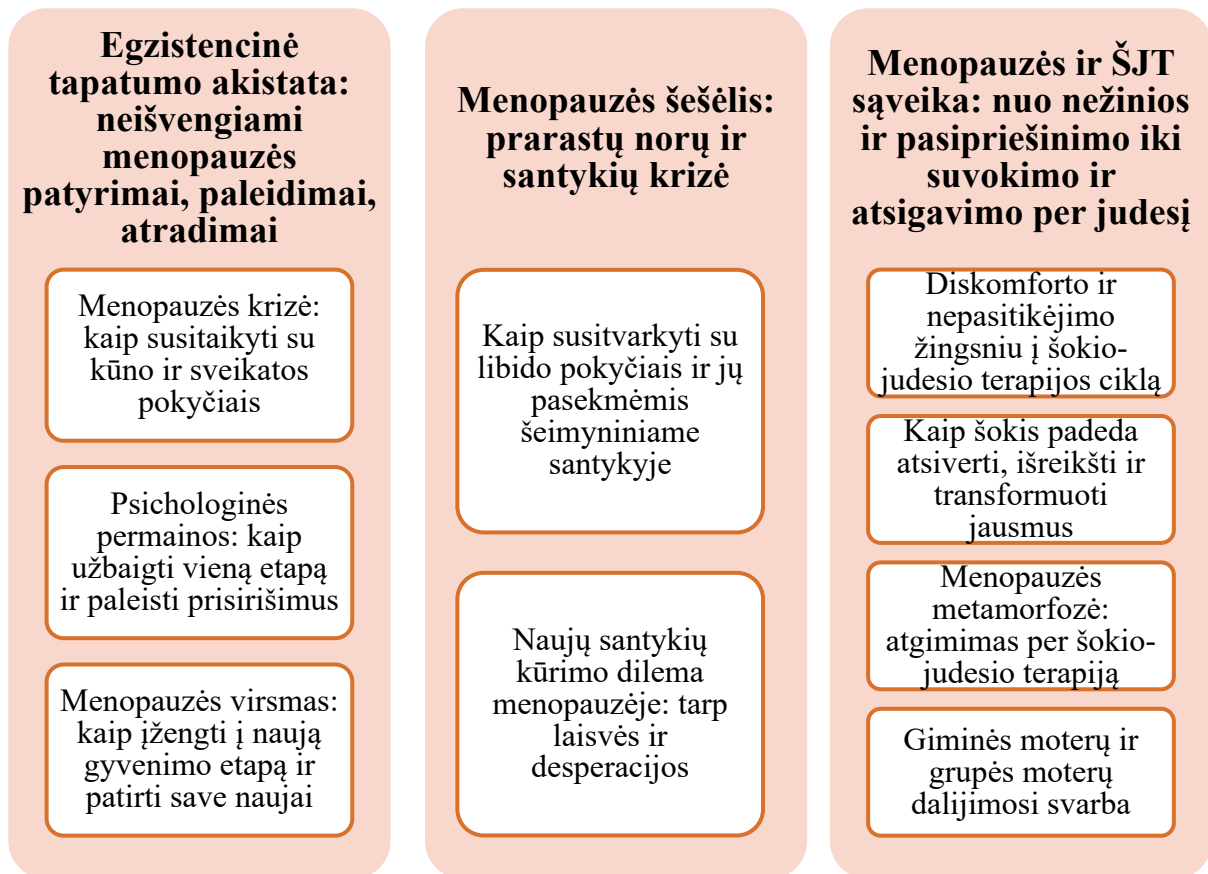 Egzistencinė
tapatumo akistata:
neišvengiami
menopauzės
patyrimai, paleidimai,
atradimai
Menopauzės krizė:
kaip susitaikyti su
kūno ir sveikatos
pokyčiais
Psichologinės
permainos: kaip
užbaigti vieną etapą
ir paleisti prisirišimus
Menopauzės virsmas:
kaip įžengti į naują
gyvenimo etapą ir
patirti save naujai
Menopauzės šešėlis:
prarastų norų ir
santykių krizė
Kaip susitvarkyti su
libido pokyčiais ir jų
pasekmėmis
šeimyniniame
santykyje
Naujų santykių
kūrimo dilema
menopauzėje: tarp
laisvės ir
desperacijos
Menopauzės ir ŠJT
sąveika: nuo nežinios
ir pasipriešinimo iki
suvokimo ir
atsigavimo per judesį
Diskomforto ir
nepasitikėjimo
žingsniu į šokio-
judesio terapijos ciklą
Kaip šokis padeda
atsiverti, išreikšti ir
transformuoti
jausmus
Menopauzės
metamorfozė:
atgimimas per šokio-
judesio terapiją
Giminės moterų ir
grupės moterų
dalijimosi svarba